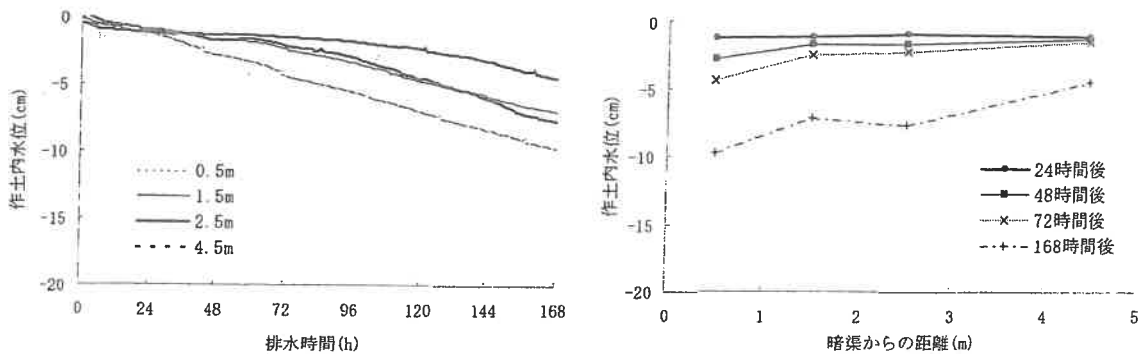 0
-5
-10
-15
-20
作土内水位(cm)
0.5m
1.5m
2.5m
4.5m
0 24 48 72 96 120 144 168
排水時間(h)
0
-5
-10
-15
-20
作土内水位(cm)
24時間後
48時間後
72時間後
168時間後
0 1 2 3 4 5
暗渠からの距離(m)